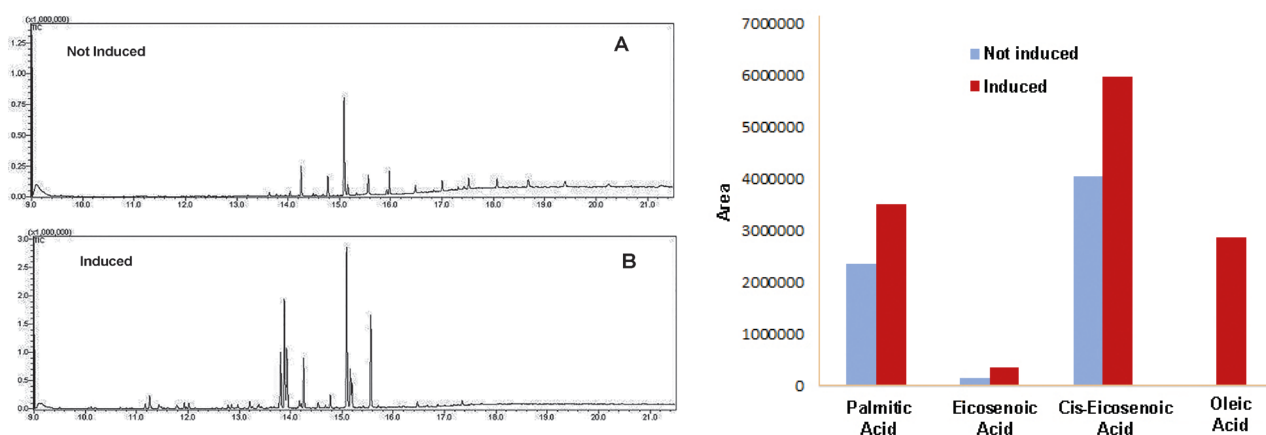 (x1,000,000)
TIC
Not Induced
A
1.25
1.00
0.75
0.50
0.25
0.00
9.0 10.0 11.0 12.0 13.0 14.0 15.0 16.0 17.0 18.0 19.0 20.0 21.0
(x1,000,000)
TIC
Induced
B
3.0
2.5
2.0
1.5
1.0
0.5
0.0
9.0 10.0 11.0 12.0 13.0 14.0 15.0 16.0 17.0 18.0 19.0 20.0 21.0
7000000
6000000
5000000
4000000
3000000
2000000
1000000
0
Area
Not induced
Induced
Palmitic
Acid
Eicosenoic
Acid
Cis-Eicosenoic
Acid
Oleic
Acid